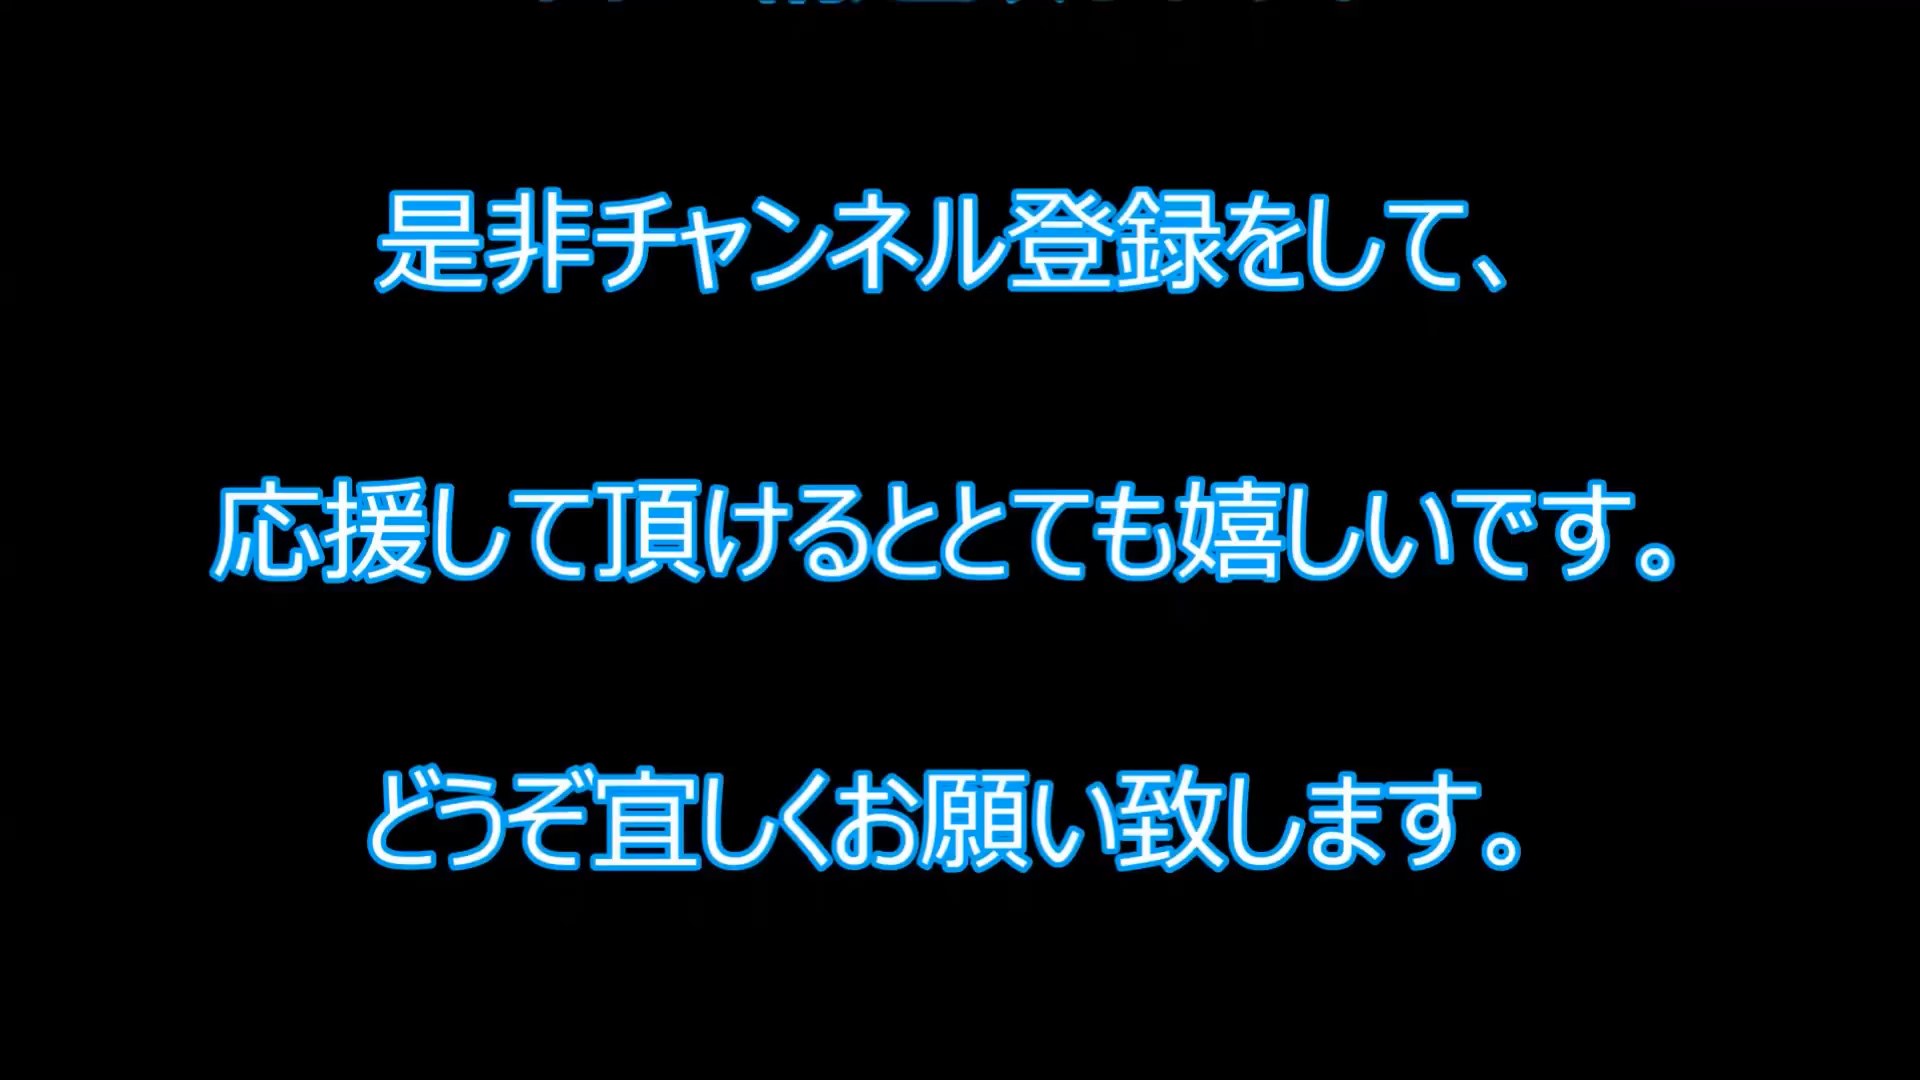 是非チャンネル登録をして、
応援して頂けるととても嬉しいです。
どうぞ宜しくお願い致します。